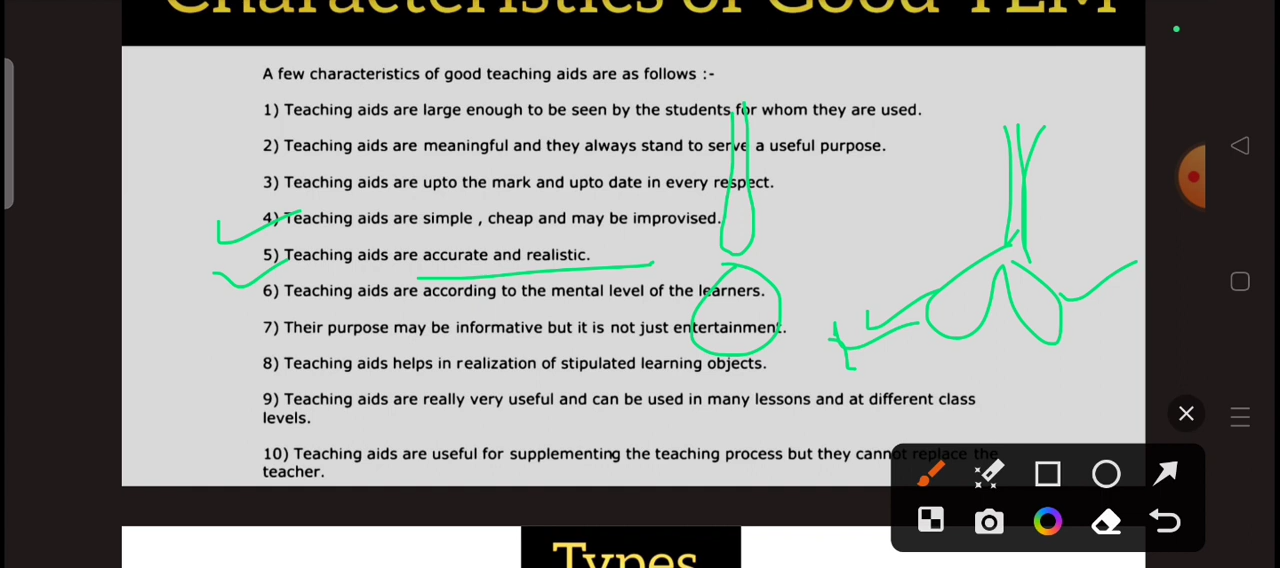 Characteristics of Good TLM
A few characteristics of good teaching aids are as follows :-
1) Teaching aids are large enough to be seen by the students for whom they are used.
2) Teaching aids are meaningful and they always stand to serve a useful purpose.
3) Teaching aids are upto the mark and upto date in every respect.
4) Teaching aids are simple , cheap and may be improvised.
5) Teaching aids are accurate and realistic.
6) Teaching aids are according to the mental level of the learners.
7) Their purpose may be informative but it is not just entertainment.
8) Teaching aids helps in realization of stipulated learning objects.
9) Teaching aids are really very useful and can be used in many lessons and at different class
levels.
10) Teaching aids are useful for supplementing the teaching process but they cannot replace the
teacher.
Types